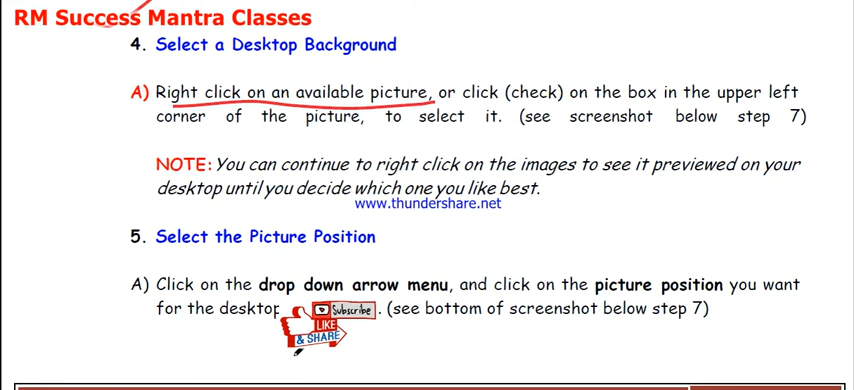 RM Success Mantra Classes
4. Select a Desktop Background
A) Right click on an available picture, or click (check) on the box in the upper left
corner of the picture, to select it. (see screenshot below step 7)
NOTE: You can continue to right click on the images to see it previewed on your
desktop until you decide which one you like best.
www.thundershare.net
5. Select the Picture Position
A) Click on the drop down arrow menu, and click on the picture position you want
for the desktop . (see bottom of screenshot below step 7)
Subscribe
LIKE
& SHARE